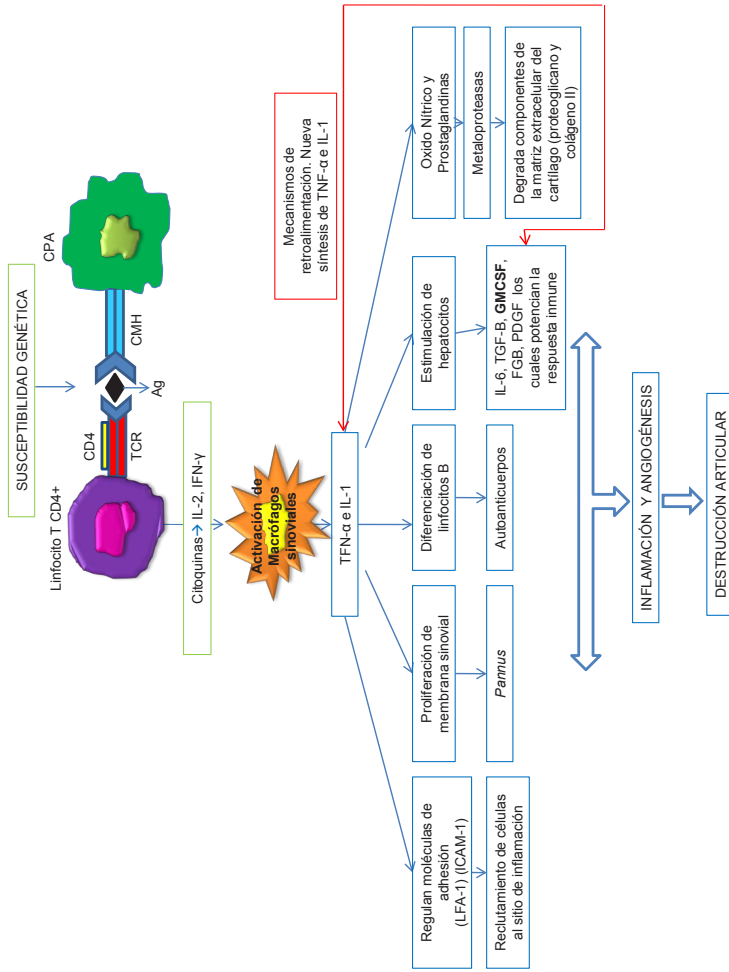 SUSCEPTIBILIDAD GENÉTICA
Linfocito T CD4+
CD4
TCR
Ag
CMH
CPA
Citoquinas→ IL-2, IFN-γ
Activación de
Macrófagos
sinoviales
Mecanismos de
retroalimentación. Nueva
síntesis de TNF-α e IL-1
TFN-α e IL-1
Regulan moléculas de
adhesión
(LFA-1) (ICAM-1)
Reclutamiento de células
al sitio de inflamación
Proliferación de
membrana sinovial
Pannus
Diferenciación de
linfocitos B
Autoanticuerpos
Estimulación de
hepatocitos
IL-6, TGF-B, GMCSF,
FGB, PDGF los
cuales potencian la
respuesta inmune
Oxido Nítrico y
Prostaglandinas
Metaloproteasas
Degrada componentes de
la matriz extracelular del
cartílago (proteoglicano y
colágeno II)
INFLAMACIÓN Y ANGIOGÉNESIS
DESTRUCCIÓN ARTICULAR